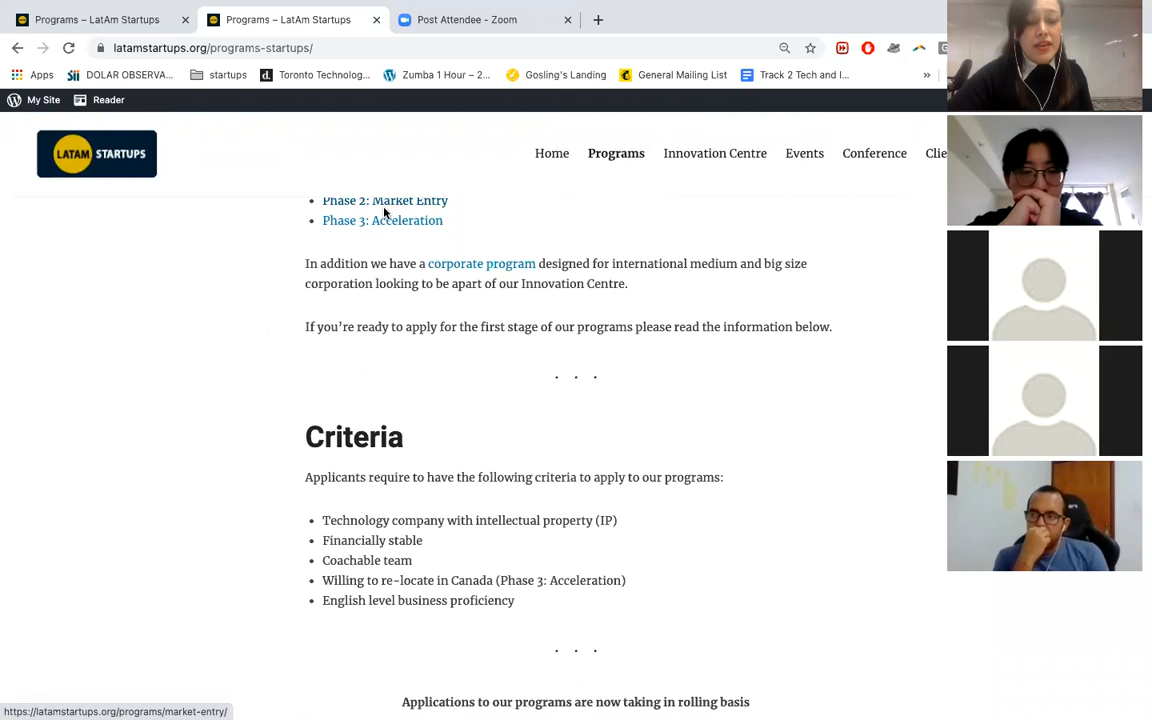 Programs – LatAm Startups
Programs – LatAm Startups
Post Attendee - Zoom
latamstartups.org/programs-startups/
Apps
DOLAR OBSERVA...
startups
Toronto Technolog...
Zumba 1 Hour – 2...
Gosling's Landing
General Mailing List
Track 2 Tech and I...
»
My Site
Reader
LATAM STARTUPS
Home
Programs
Innovation Centre
Events
Conference
Clie
• Phase 2: Market Entry
• Phase 3: Acceleration
In addition we have a corporate program designed for international medium and big size
corporation looking to be apart of our Innovation Centre.
If you're ready to apply for the first stage of our programs please read the information below.
. . .
Criteria
Applicants require to have the following criteria to apply to our programs:
• Technology company with intellectual property (IP)
• Financially stable
• Coachable team
• Willing to re-locate in Canada (Phase 3: Acceleration)
• English level business proficiency
. . .
Applications to our programs are now taking in rolling basis
https://latamstartups.org/programs/market-entry/